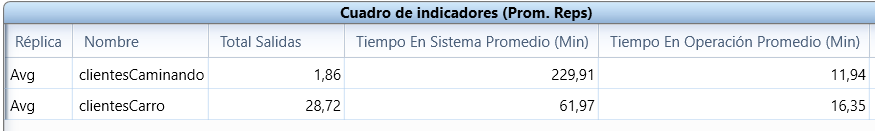 Cuadro de indicadores (Prom. Reps)
Réplica Nombre Total Salidas Tiempo En Sistema Promedio (Min) Tiempo En Operación Promedio (Min)
Avg clientesCaminando 1,86 229,91 11,94
Avg clientesCarro 28,72 61,97 16,35